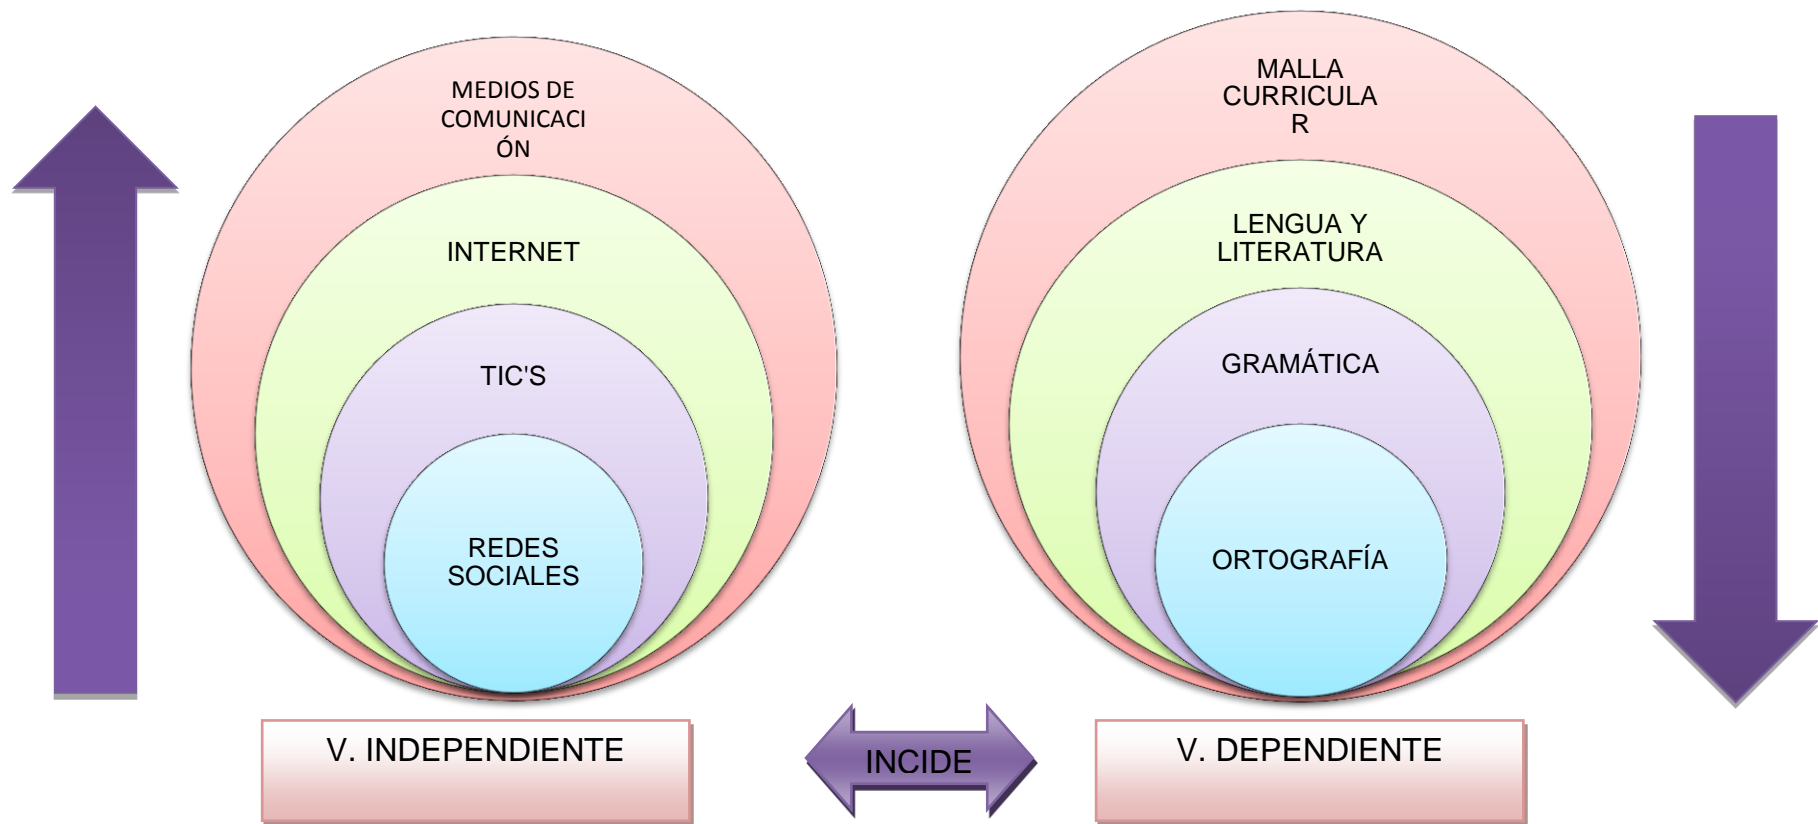 MEDIOS DE
COMUNICACI
ÓN
INTERNET
TIC'S
REDES
SOCIALES
V. INDEPENDIENTE
INCIDE
MALLA
CURRICULA
R
LENGUA Y
LITERATURA
GRAMÁTICA
ORTOGRAFÍA
V. DEPENDIENTE